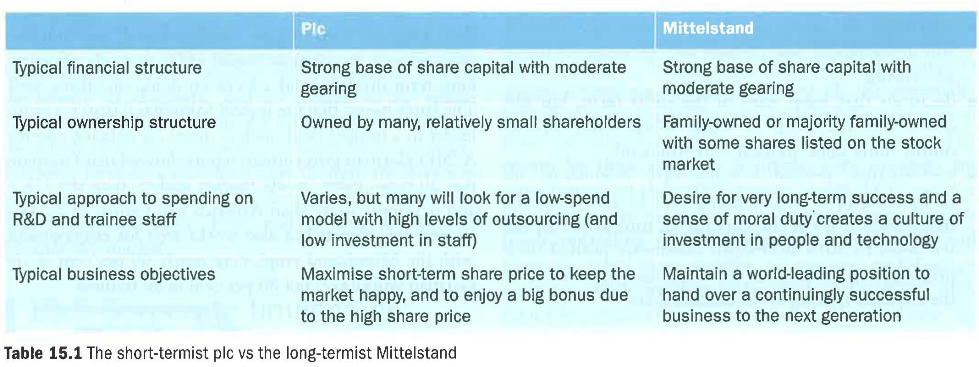 Plc
Mittelstand
Typical financial structure
Strong base of share capital with moderate
gearing
Strong base of share capital with
moderate gearing
Typical ownership structure
Owned by many, relatively small shareholders
Family-owned or majority family-owned
with some shares listed on the stock
market
Typical approach to spending on
R&D and trainee staff
Varies, but many will look for a low-spend
model with high levels of outsourcing (and
low investment in staff)
Desire for very long-term success and a
sense of moral duty creates a culture of
investment in people and technology
Typical business objectives
Maximise short-term share price to keep the
market happy, and to enjoy a big bonus due
to the high share price
Maintain a world-leading position to
hand over a continuingly successful
business to the next generation
Table 15.1 The short-termist plc vs the long-termist Mittelstand